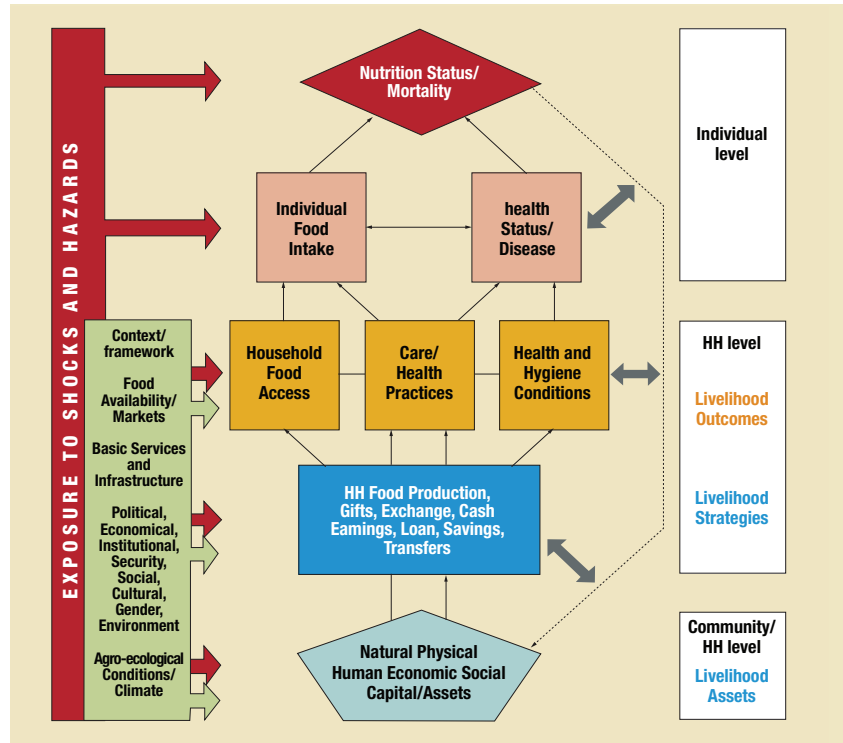 EXPOSURE TO SHOCKS AND HAZARDS
Context/
framework
Food
Availability/
Markets
Basic Services
and
Infrastructure
Political,
Economical,
Institutional,
Security,
Social,
Cultural,
Gender,
Environment
Agro-ecological
Conditions/
Climate
Nutrition Status/
Mortality
Individual
Food
Intake
health
Status/
Disease
Household
Food
Access
Care/
Health
Practices
Health and
Hygiene
Conditions
HH Food Production,
Gifts, Exchange, Cash
Eamings, Loan, Savings,
Transfers
Natural Physical
Human Economic Social
Capital/Assets
Individual
level
HH level
Livelihood
Outcomes
Livelihood
Strategies
Community/
HH level
Livelihood
Assets